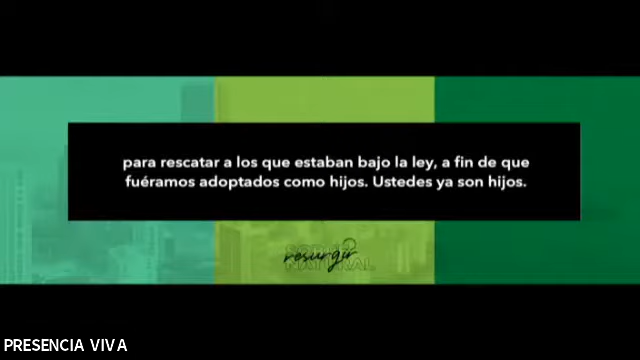 para rescatar a los que estaban bajo la ley, a fin de que
fuéramos adoptados como hijos. Ustedes ya son hijos.
resurgir
NATURAL
PRESENCIA VIVA